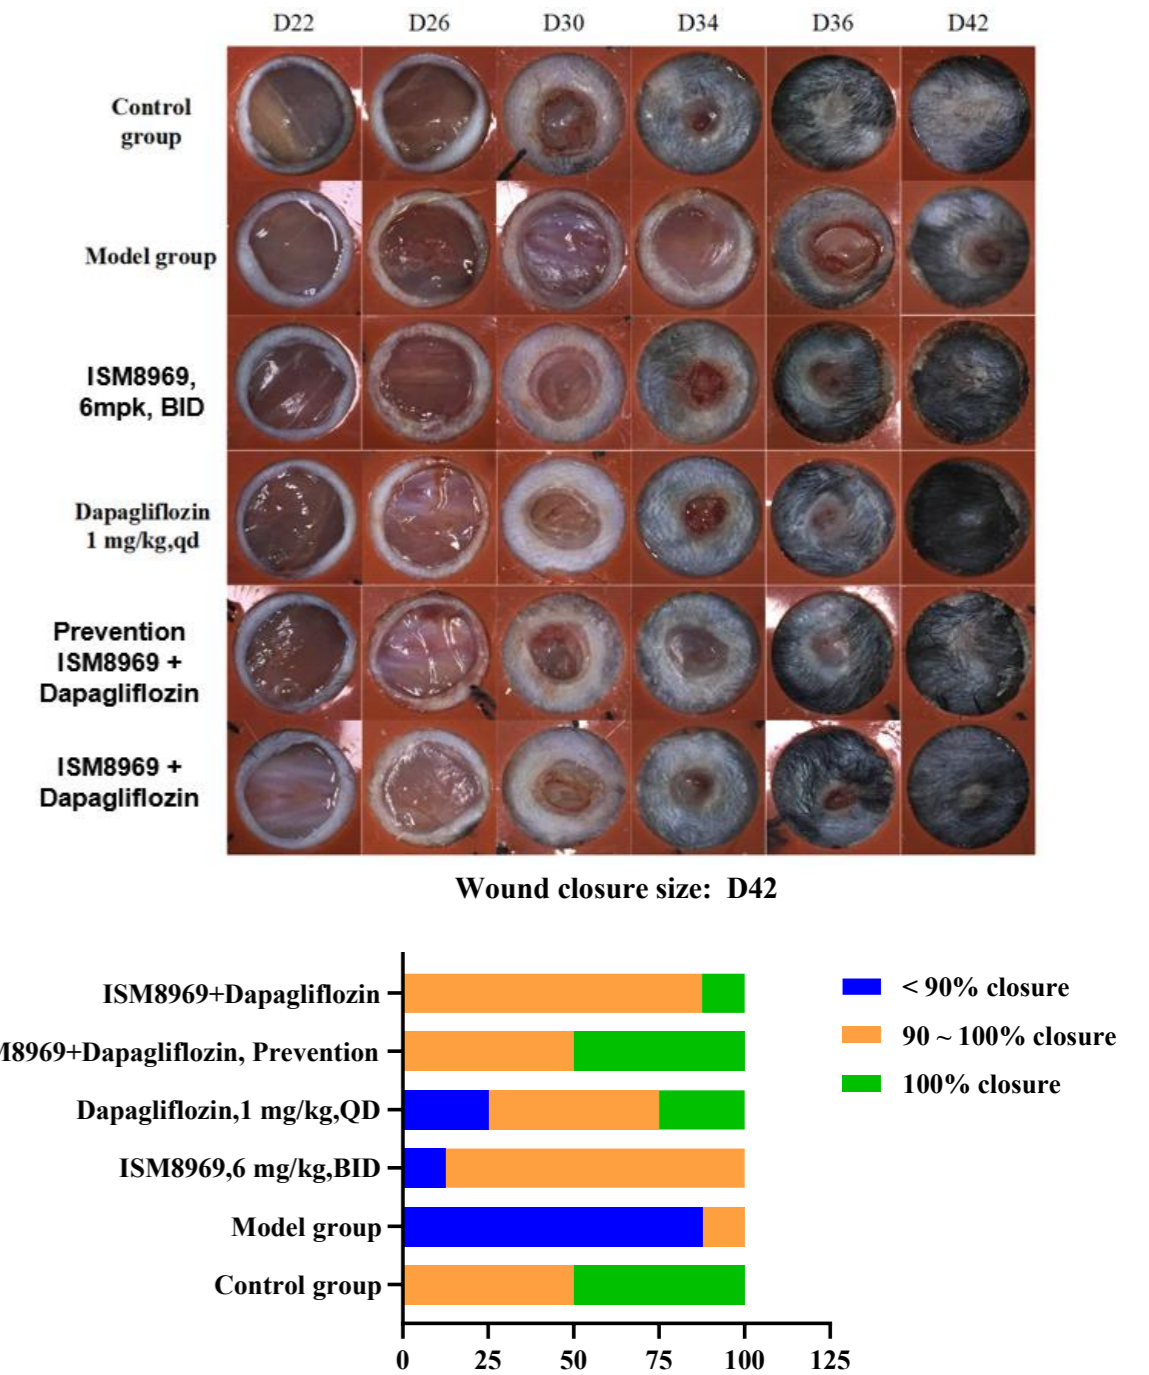 D22 D26 D30 D34 D36 D42
Control
group
Model group
ISM8969,
6mpk, BID
Dapagliflozin
1 mg/kg,qd
Prevention
ISM8969 +
Dapagliflozin
ISM8969 +
Dapagliflozin
Wound closure size: D42
ISM8969+Dapagliflozin
M8969+Dapagliflozin, Prevention
Dapagliflozin,1 mg/kg,QD
ISM8969,6 mg/kg,BID
Model group
Control group
< 90% closure
90 ~ 100% closure
100% closure
0 25 50 75 100 125